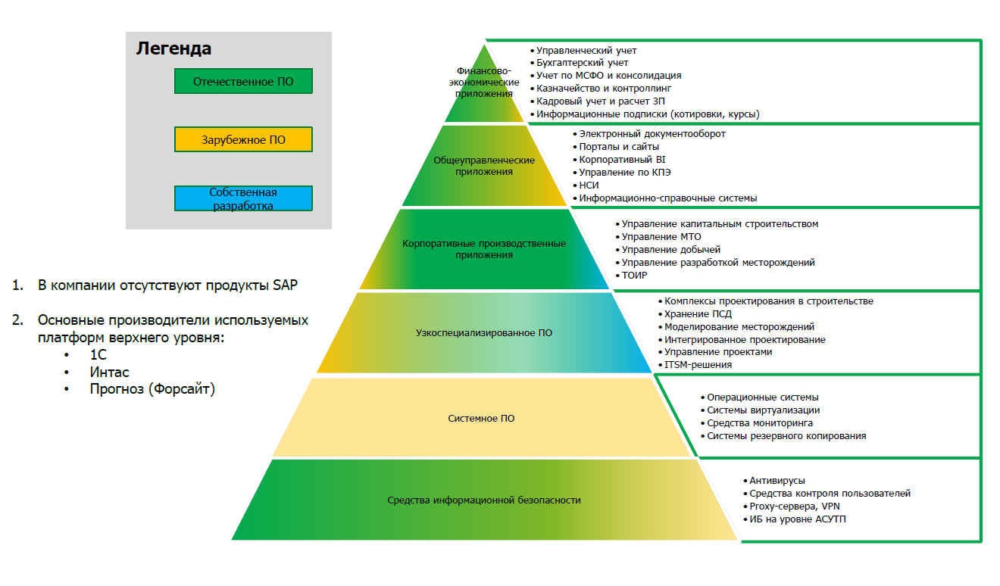 Легенда
Отечественное ПО
Зарубежное ПО
Собственная
разработка
1. В компании отсутствуют продукты SAP
2. Основные производители используемых
платформ верхнего уровня:
• 1С
• Интас
• Прогноз (Форсайт)
Финансово-
экономические
приложения
• Управленческий учет
• Бухгалтерский учет
• Учет по МСФО и консолидация
• Казначейство и контроллинг
• Кадровый учет и расчет ЗП
• Информационные подписки (котировки, курсы)
Общеуправленческие
приложения
• Электронный документооборот
• Порталы и сайты
• Корпоративный BI
• Управление по КПЭ
• НСИ
• Информационно-справочные системы
Корпоративные производственные
приложения
• Управление капитальным строительством
• Управление МТО
• Управление добычей
• Управление разработкой месторождений
• ТОИР
Узкоспециализированное ПО
• Комплексы проектирования в строительстве
• Хранение ПСД
• Моделирование месторождений
• Интегрированное проектирование
• Управление проектами
• ITSM-решения
Системное ПО
• Операционные системы
• Системы виртуализации
• Средства мониторинга
• Системы резервного копирования
Средства информационной безопасности
• Антивирусы
• Средства контроля пользователей
• Proxy-сервера, VPN
• ИБ на уровне АСУТП